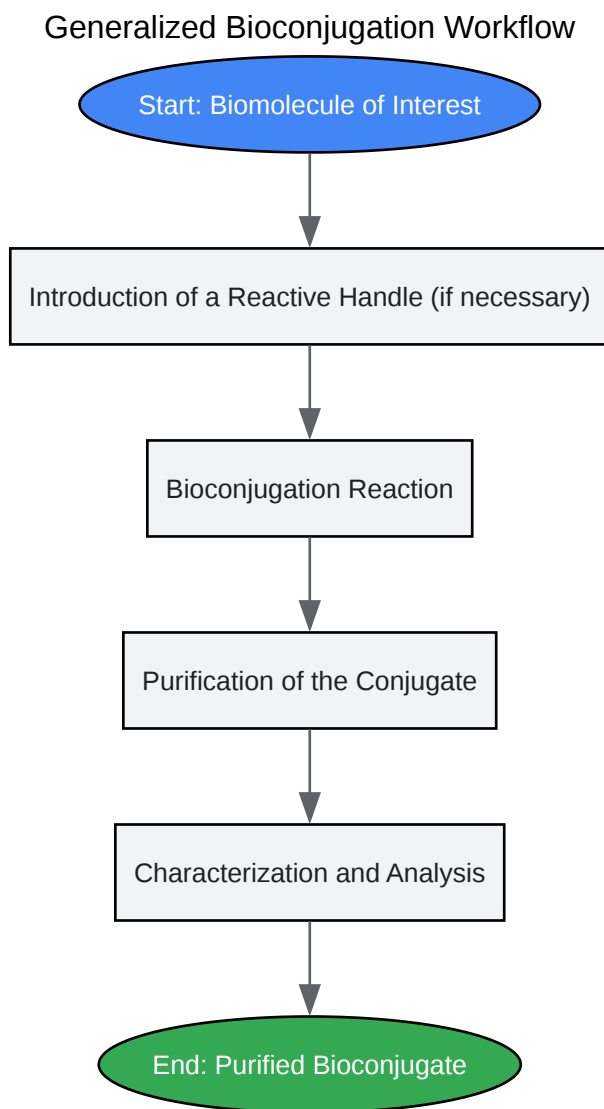 Generalized Bioconjugation Workflow
Start: Biomolecule of Interest
Introduction of a Reactive Handle (if necessary)
Bioconjugation Reaction
Purification of the Conjugate
Characterization and Analysis
End: Purified Bioconjugate